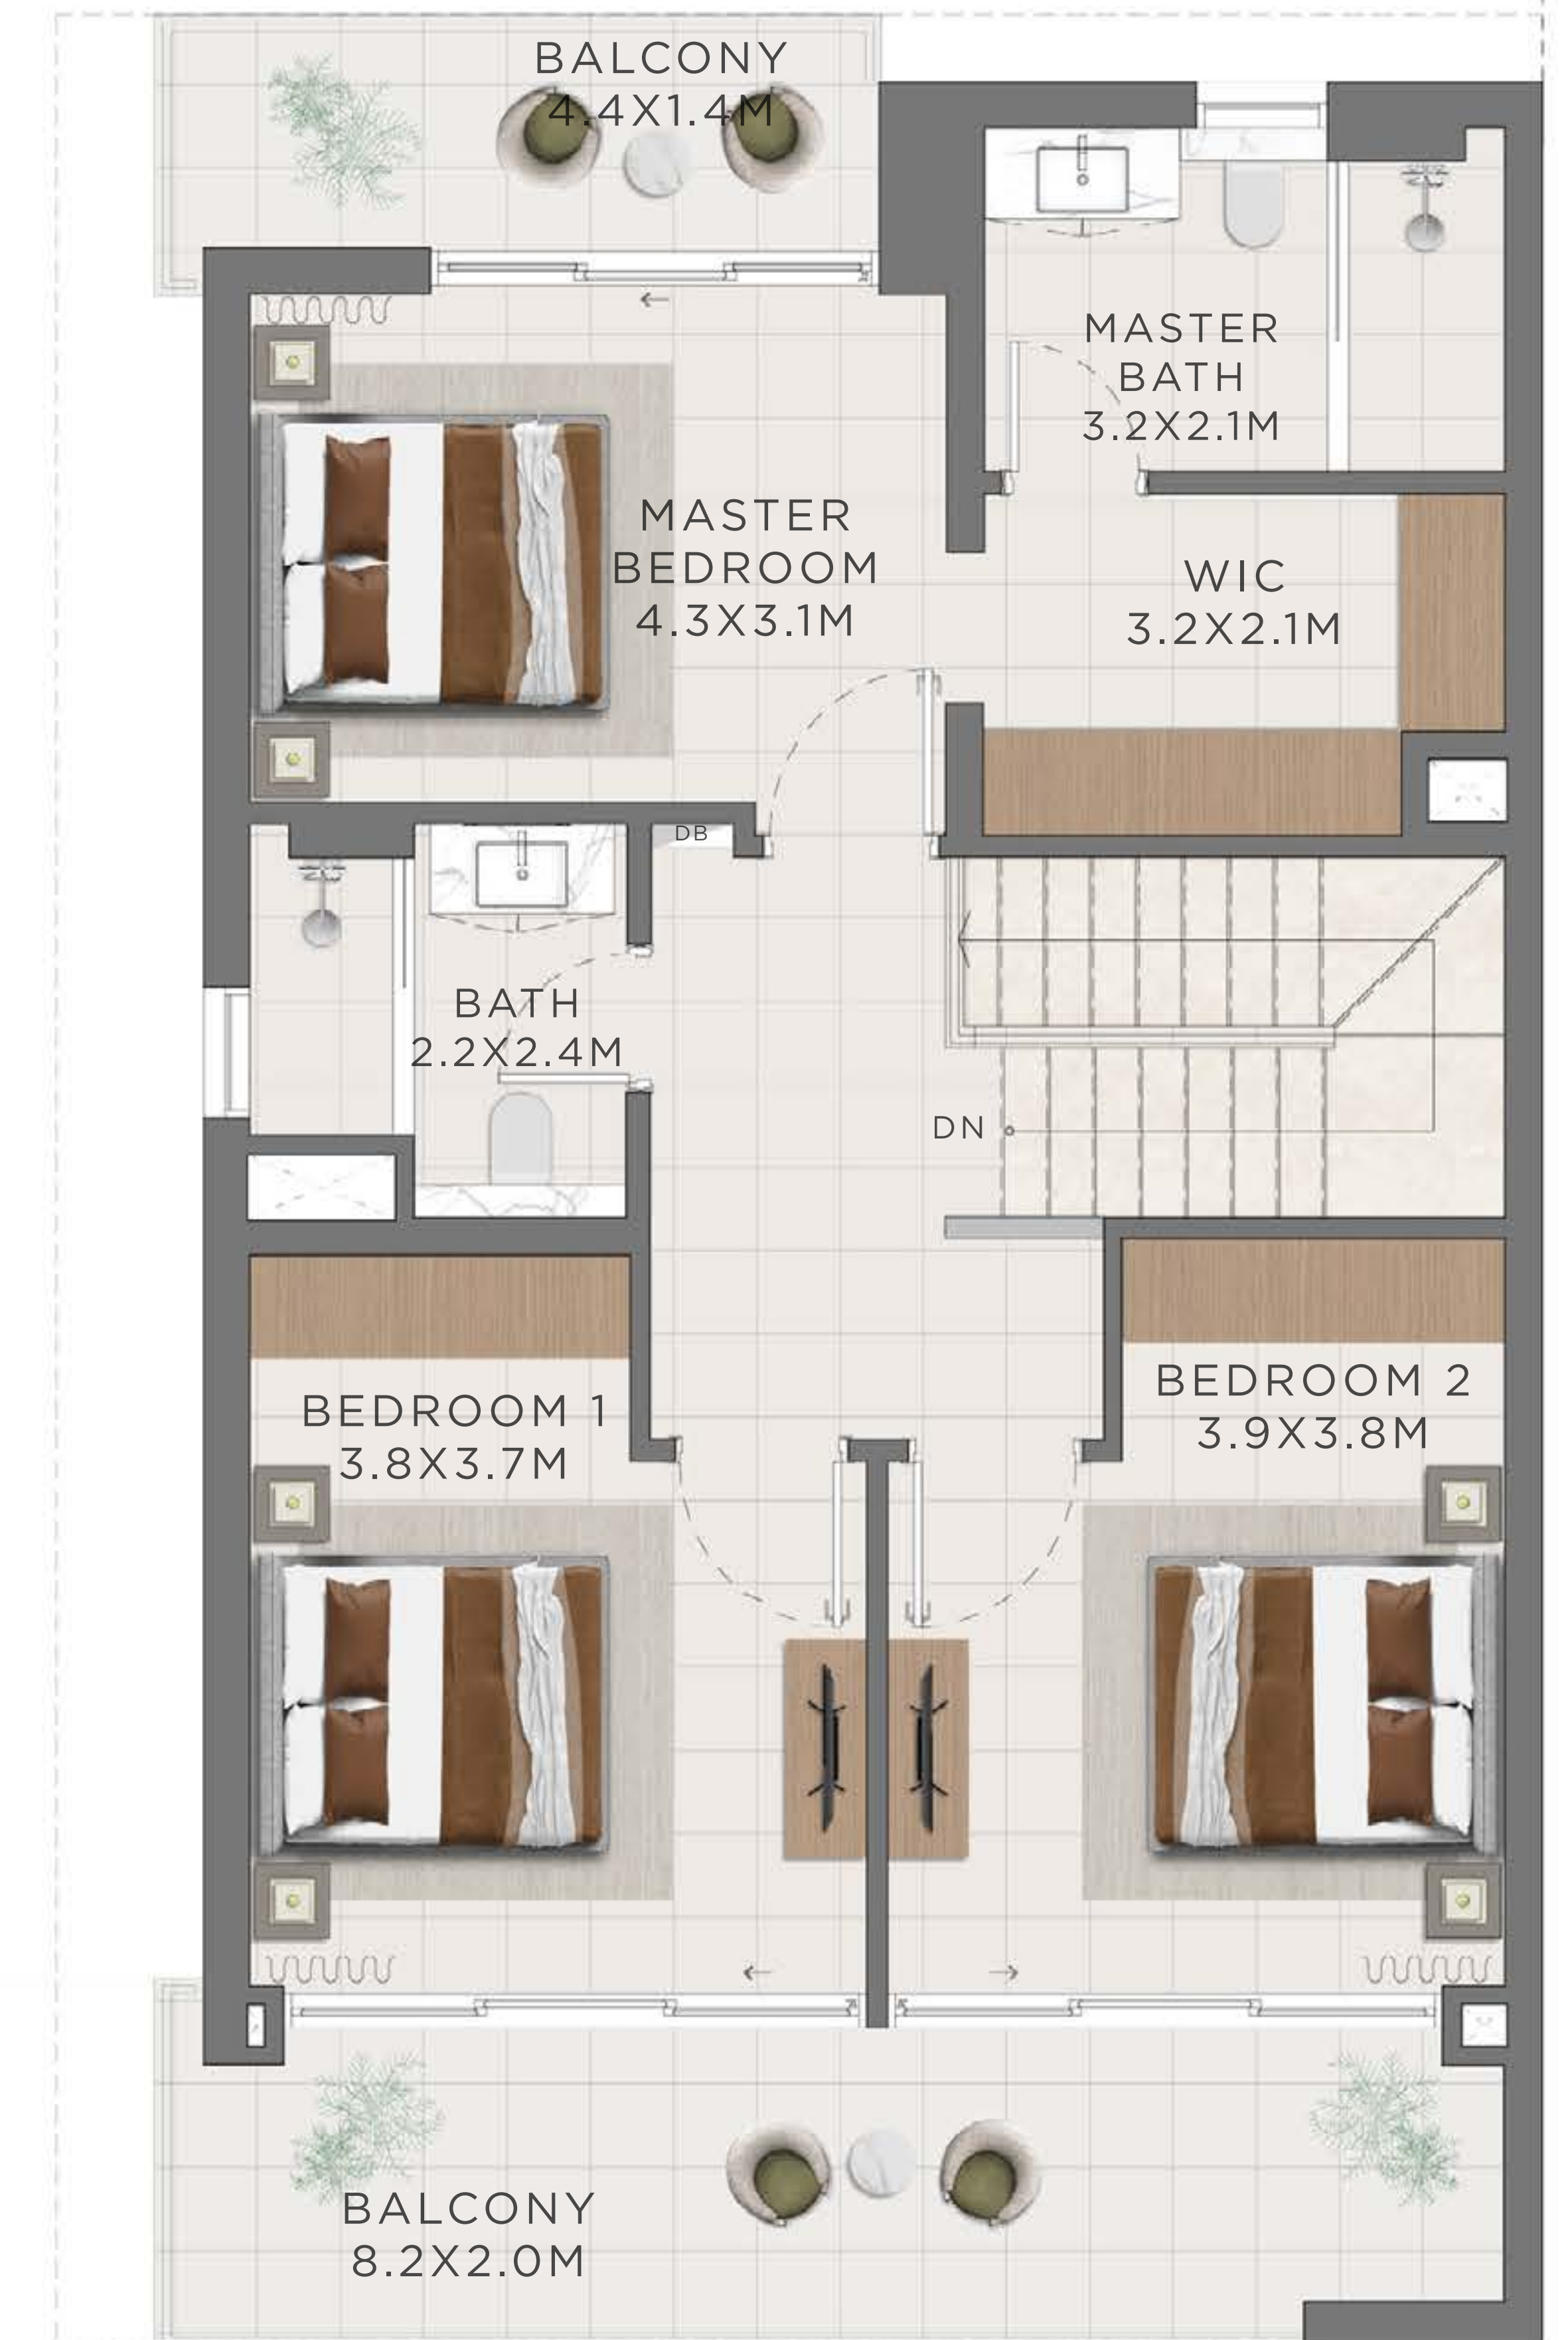 BALCONY
4.4X1.4M
MASTER
BATH
3.2X2.1M
MASTER
BEDROOM
4.3X3.1M
WIC
3.2X2.1M
DB
BATH
2.2X2.4M
DN
BEDROOM 1
3.8X3.7M
BEDROOM 2
3.9X3.8M
BALCONY
8.2X2.0M